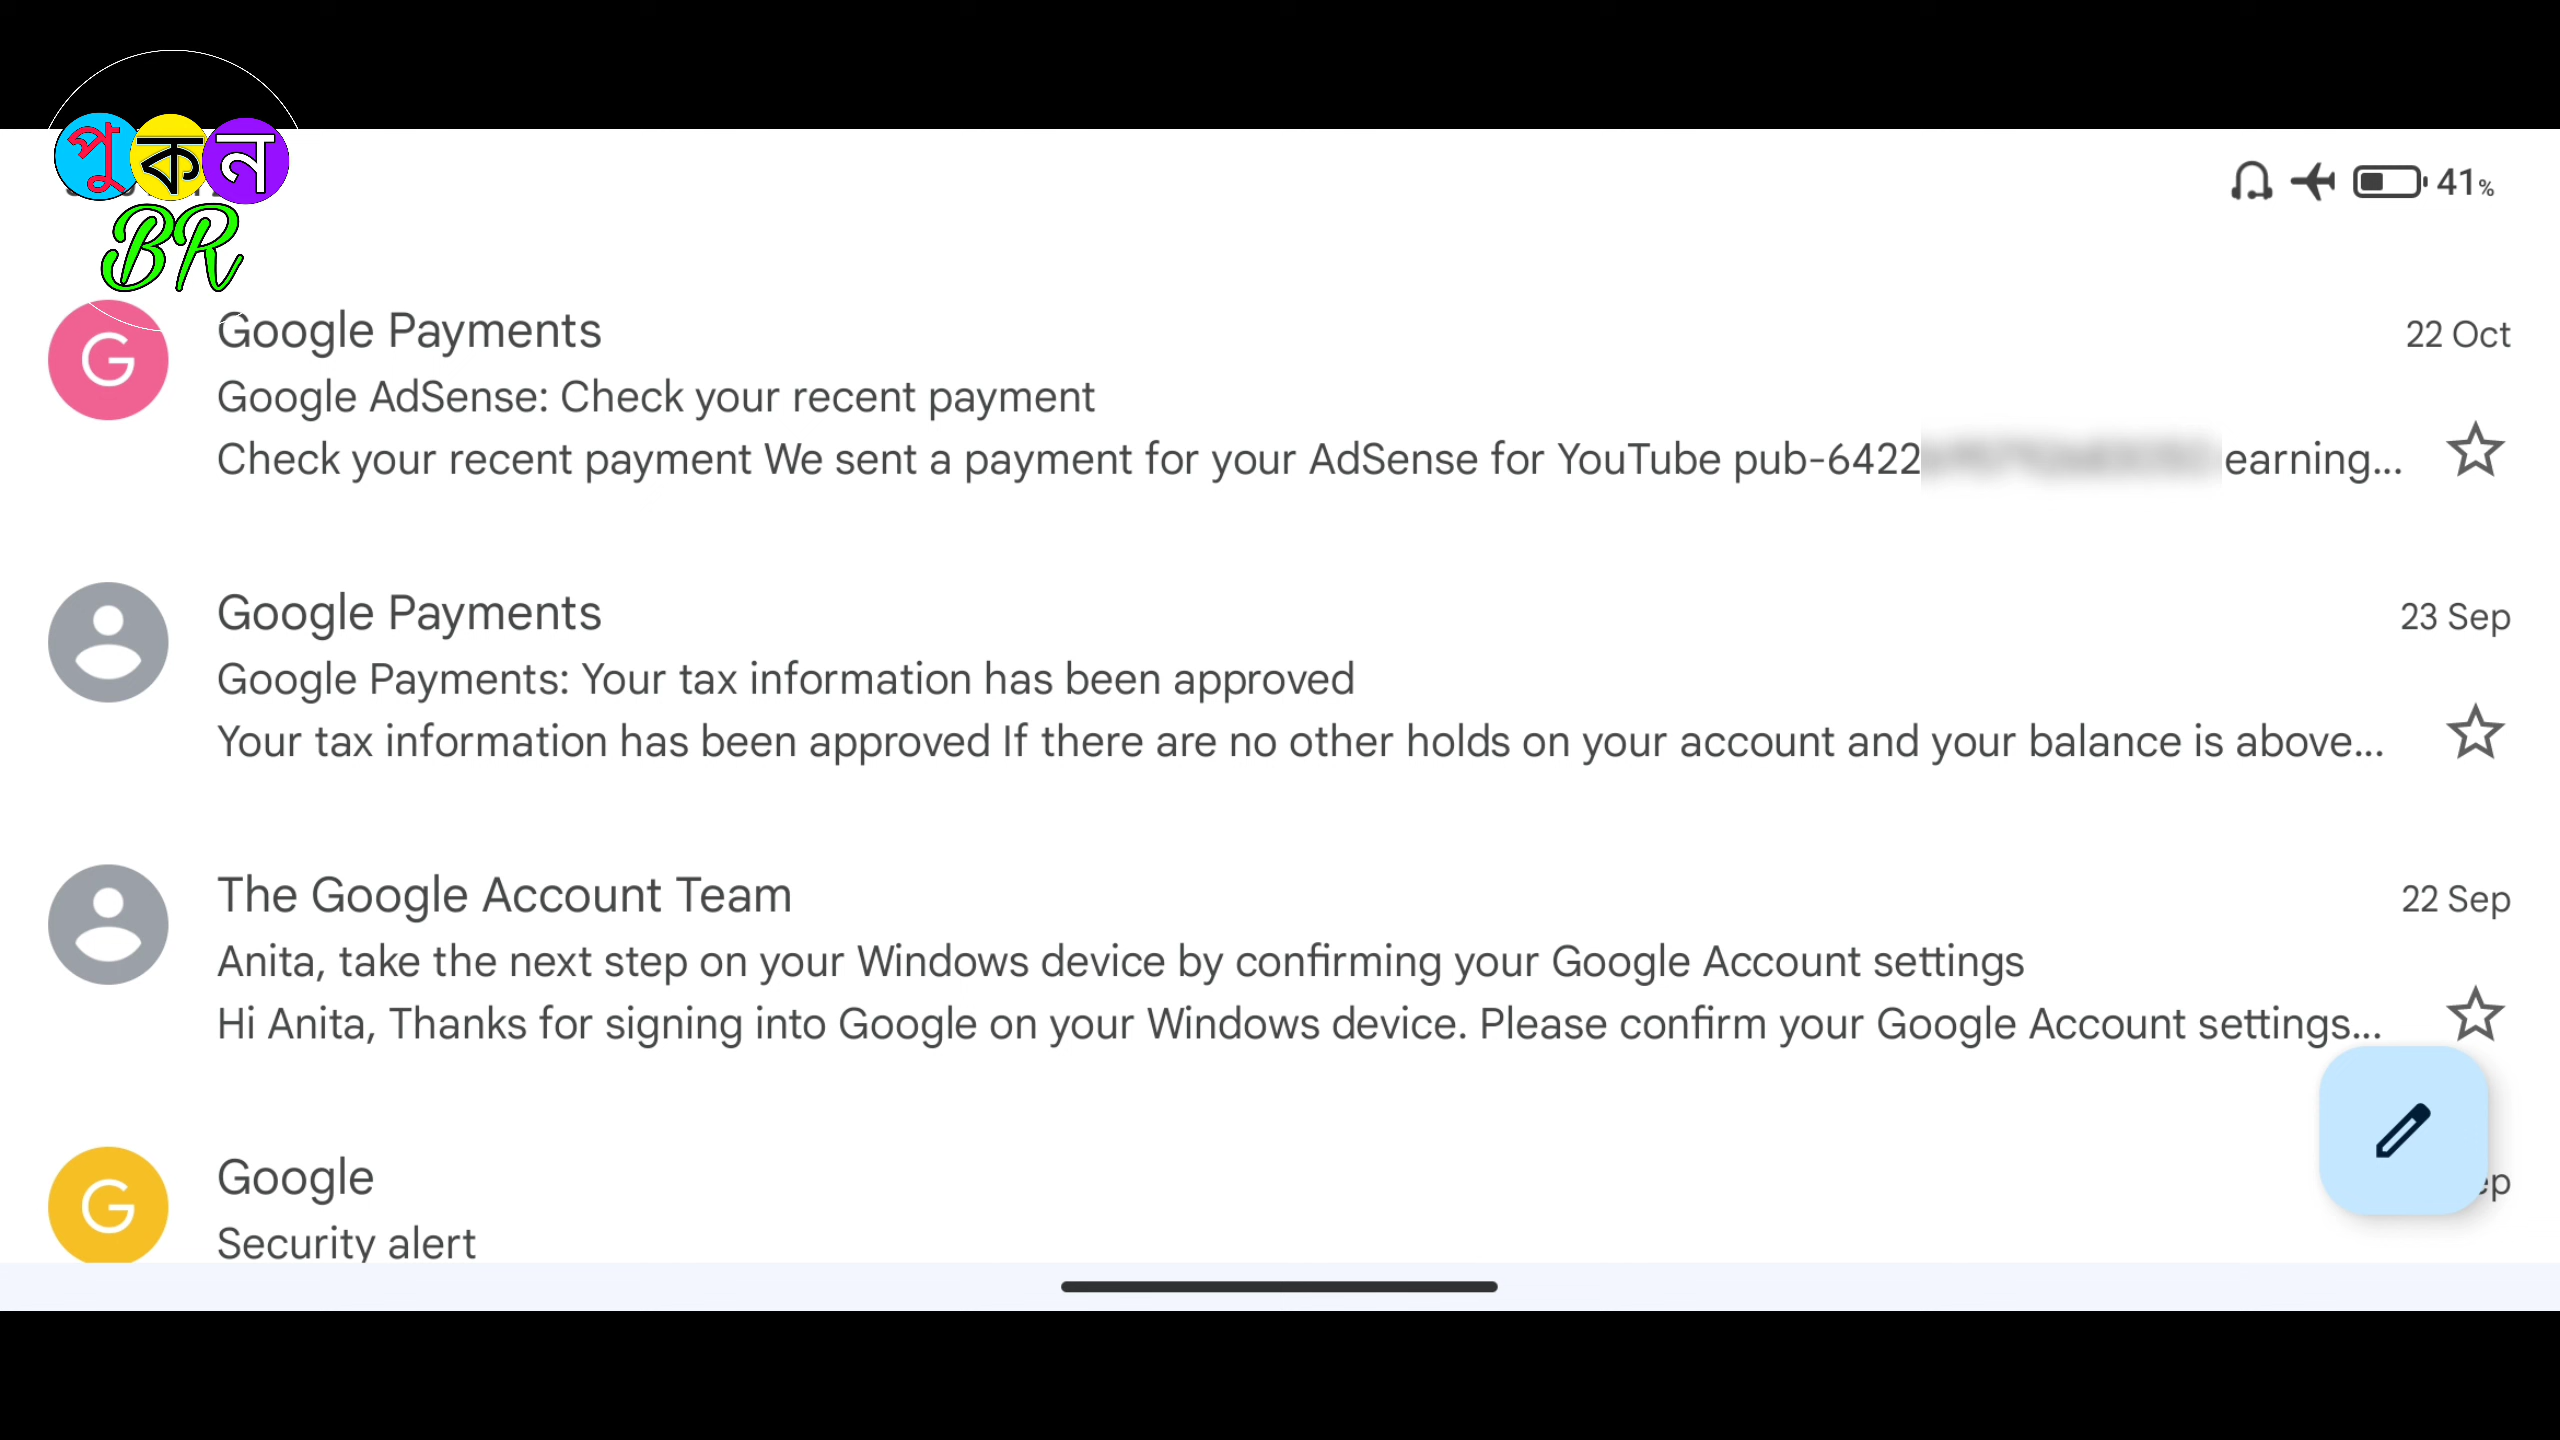 পুকন
BR
41%
Google Payments
22 Oct
Google AdSense: Check your recent payment
Check your recent payment We sent a payment for your AdSense for YouTube pub-6422 earning...
Google Payments
23 Sep
Google Payments: Your tax information has been approved
Your tax information has been approved If there are no other holds on your account and your balance is above...
The Google Account Team
22 Sep
Anita, take the next step on your Windows device by confirming your Google Account settings
Hi Anita, Thanks for signing into Google on your Windows device. Please confirm your Google Account settings...
Google
Security alert